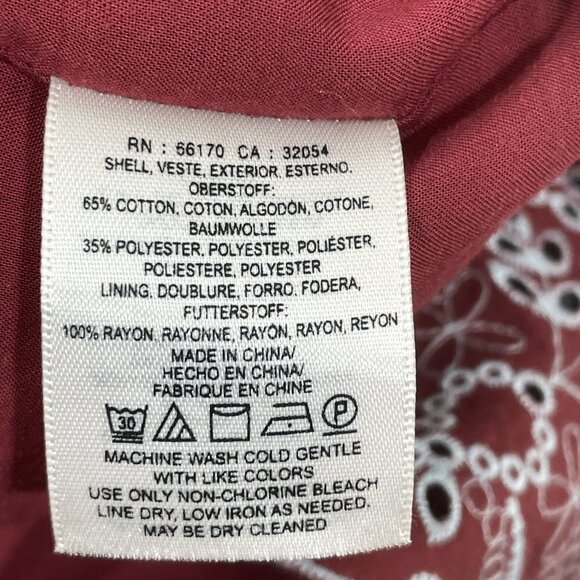 RN : 66170 CA : 32054
SHELL, VESTE, EXTERIOR, ESTERNO,
OBERSTOFF:
65% COTTON, COTON, ALGODÓN, COTONE,
BAUMWOLLE
35% POLYESTER, POLYESTER, POLIÉSTER,
POLIESTERE, POLYESTER
LINING, DOUBLURE, FORRO, FODERA,
FUTTERSTOFF:
100% RAYON, RAYONNE, RAYÓN, RAYON, REYON
MADE IN CHINA/
HECHO EN CHINA/
FABRIQUE EN CHINE
30 P
MACHINE WASH COLD GENTLE
WITH LIKE COLORS
USE ONLY NON-CHLORINE BLEACH
LINE DRY, LOW IRON AS NEEDED.
MAY BE DRY CLEANED